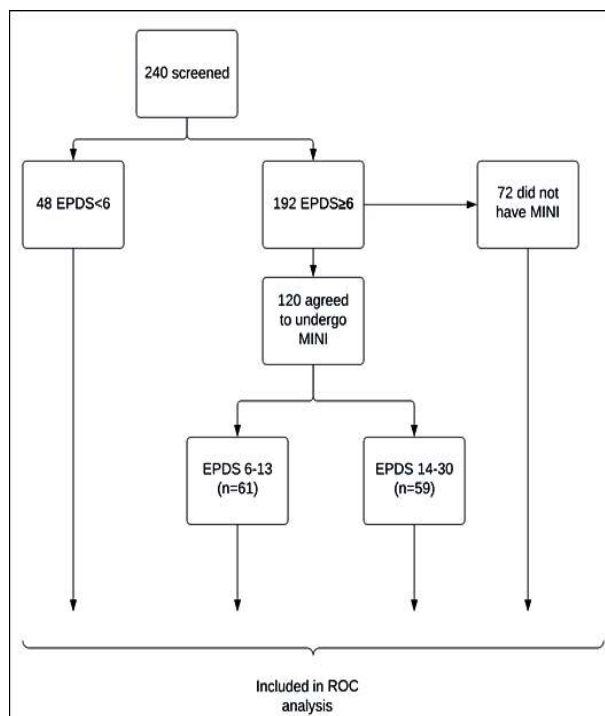 240 screened
48 EPDS<6
192 EPDS≥6
72 did not
have MINI
120 agreed
to undergo
MINI
EPDS 6-13
(n=61)
EPDS 14-30
(n=59)
Included in ROC
analysis